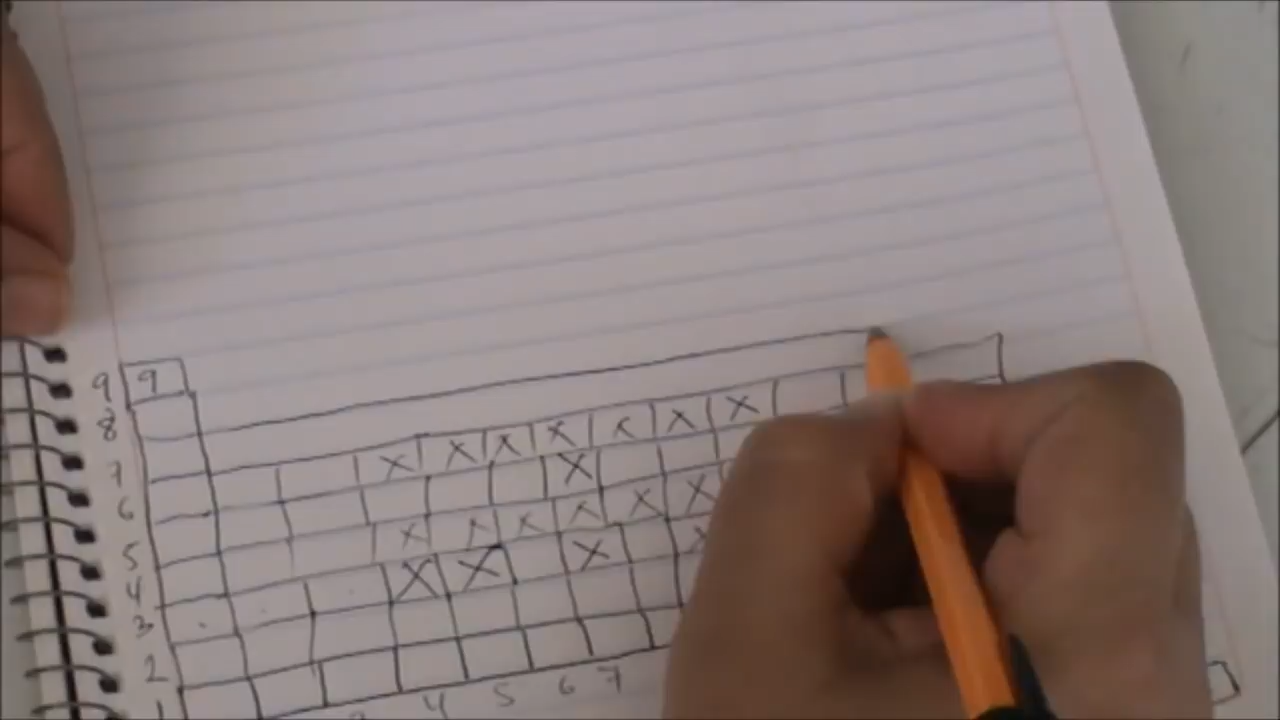 9 9
8
7 X X X X X X X
6 X
5 X X X X X X
4 X X X X
3
2
1
4 5 6 7